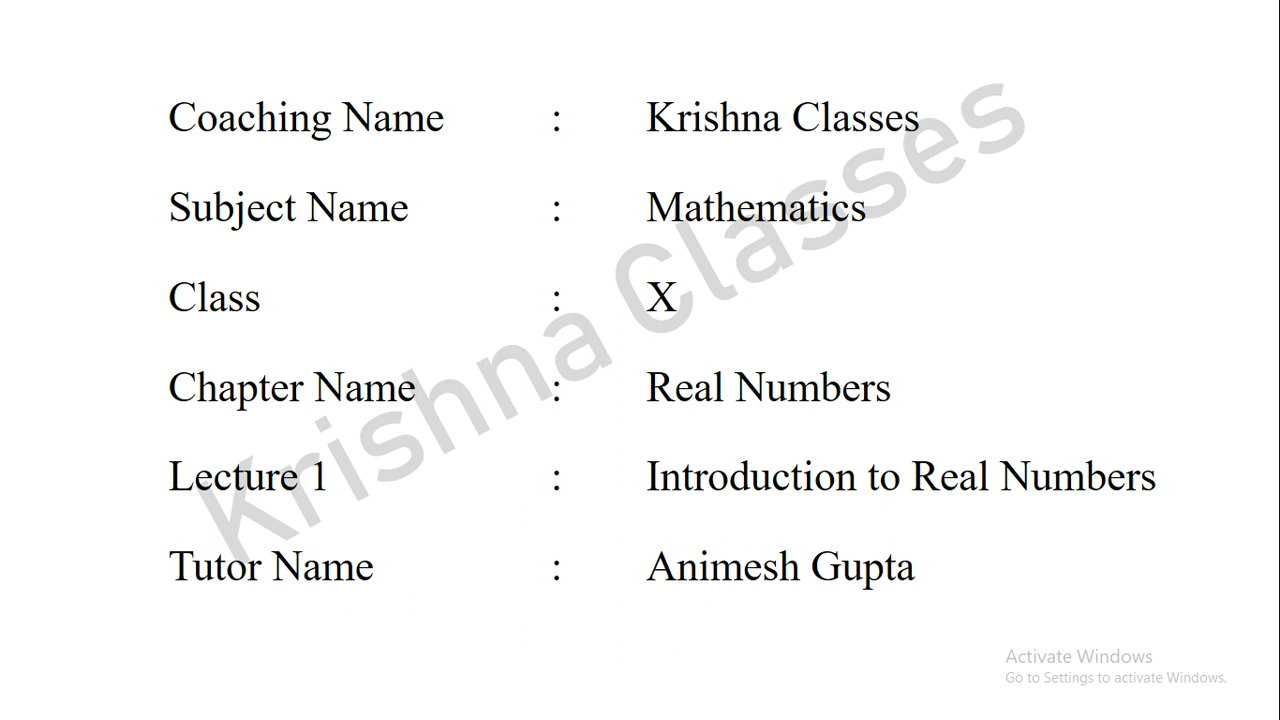 Coaching Name : Krishna Classes
Subject Name : Mathematics
Class : X
Chapter Name : Real Numbers
Lecture 1 : Introduction to Real Numbers
Tutor Name : Animesh Gupta
Krishna Classes
Activate Windows
Go to Settings to activate Windows.